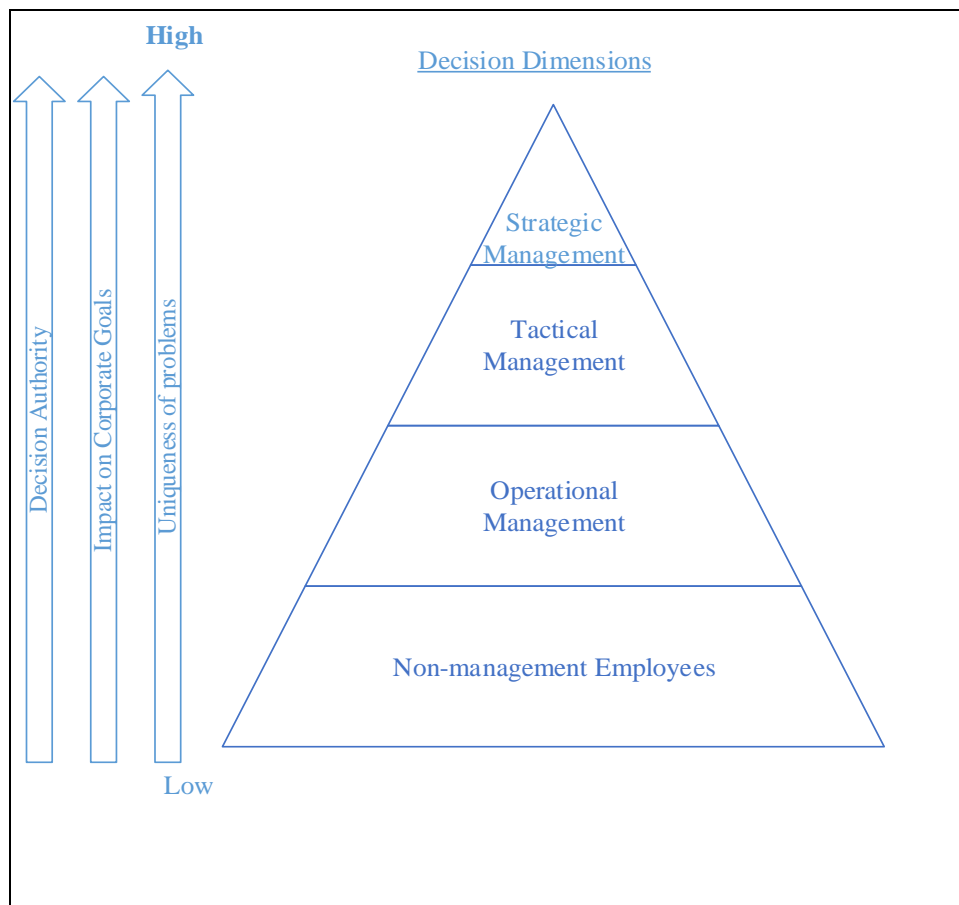 High
Decision Dimensions
Decision Authority
Impact on Corporate Goals
Uniqueness of problems
Strategic
Management
Tactical
Management
Operational
Management
Non-management Employees
Low